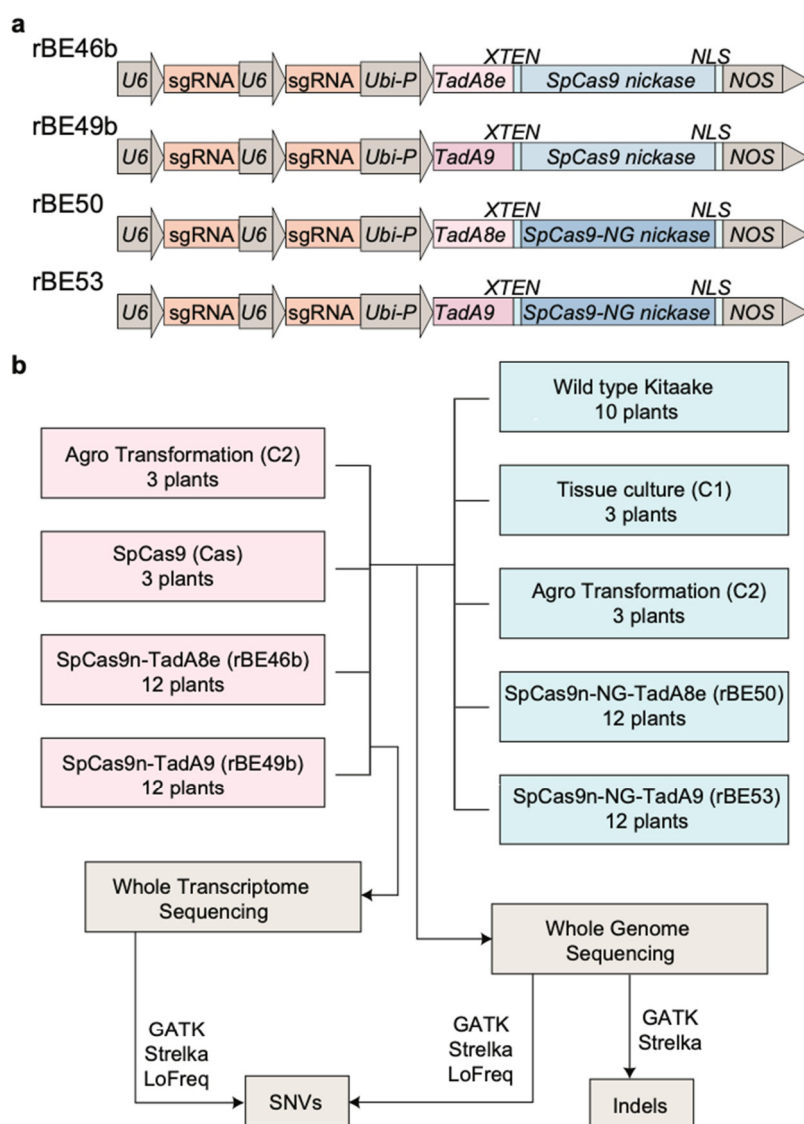 a
rBE46b
XTEN NLS
U6 sgRNA U6 sgRNA Ubi-P TadA8e SpCas9 nickase NOS
rBE49b
XTEN NLS
U6 sgRNA U6 sgRNA Ubi-P TadA9 SpCas9 nickase NOS
rBE50
XTEN NLS
U6 sgRNA U6 sgRNA Ubi-P TadA8e SpCas9-NG nickase NOS
rBE53
XTEN NLS
U6 sgRNA U6 sgRNA Ubi-P TadA9 SpCas9-NG nickase NOS
b
Agro Transformation (C2)
3 plants
SpCas9 (Cas)
3 plants
SpCas9n-TadA8e (rBE46b)
12 plants
SpCas9n-TadA9 (rBE49b)
12 plants
Wild type Kitaake
10 plants
Tissue culture (C1)
3 plants
Agro Transformation (C2)
3 plants
SpCas9n-NG-TadA8e (rBE50)
12 plants
SpCas9n-NG-TadA9 (rBE53)
12 plants
Whole Transcriptome
Sequencing
Whole Genome
Sequencing
GATK
Strelka
LoFreq
GATK
Strelka
LoFreq
GATK
Strelka
SNVs
Indels